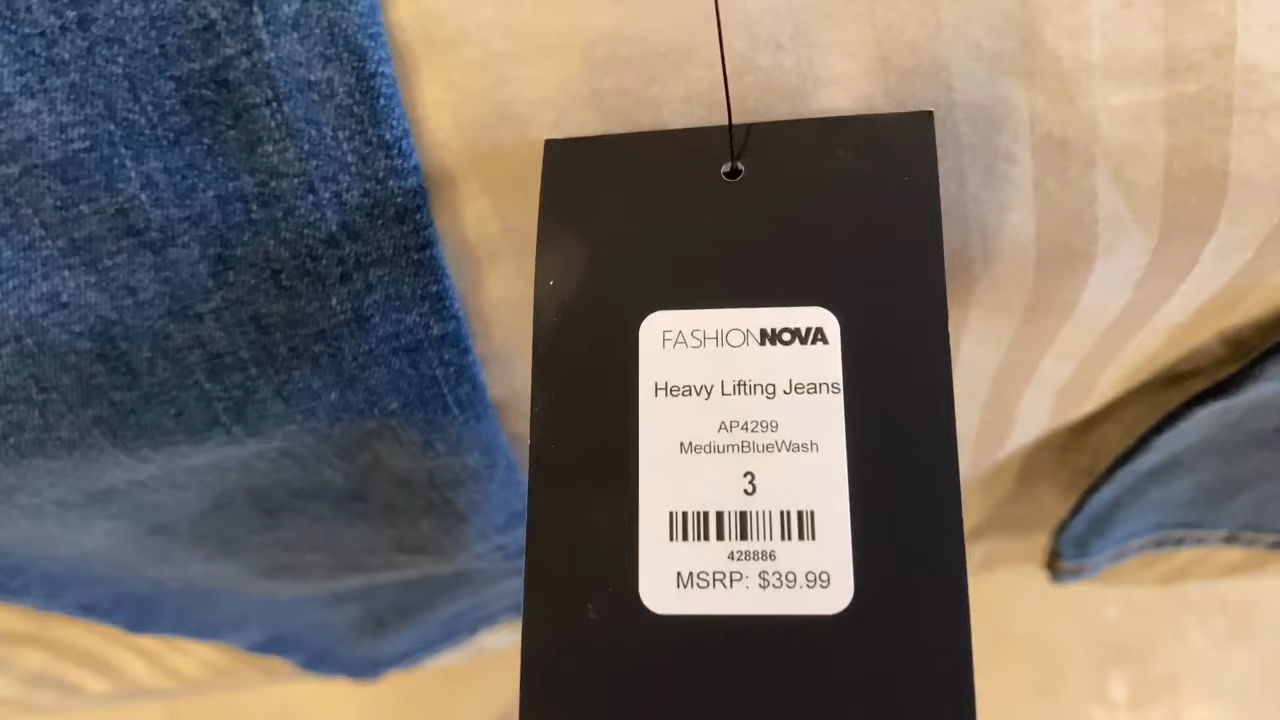 FASHIONNOVA
Heavy Lifting Jeans
AP4299
MediumBlueWash
3
428886
MSRP: $39.99